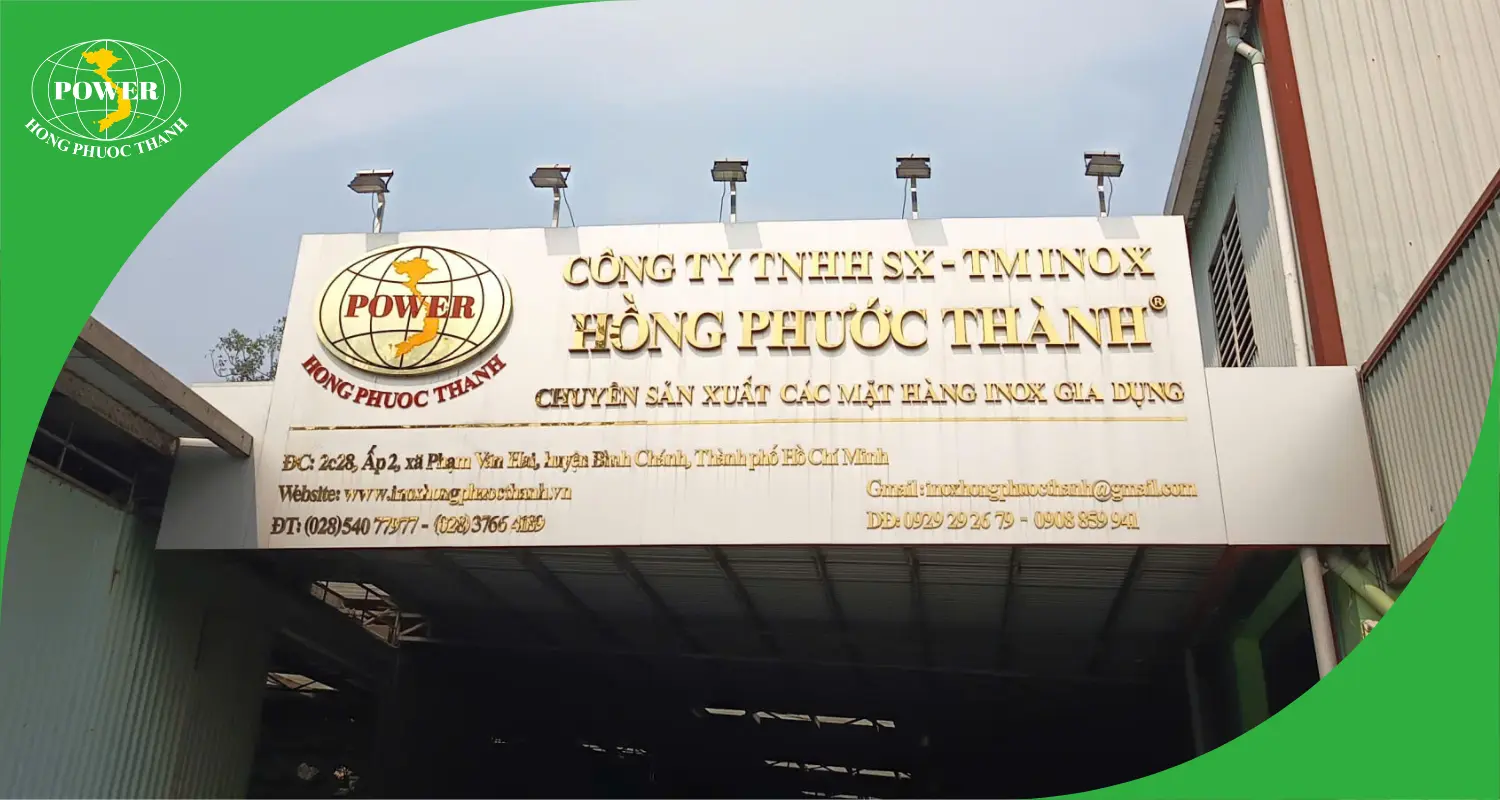 POWER
HONG PHUOC THANH
POWER
HONG PHUOC THANH
CÔNG TY TNHH SX - TM INOX
HỒNG PHƯỚC THÀNH®
CHUYÊN SẢN XUẤT CÁC MẶT HÀNG INOX GIA DỤNG
ĐC: 2c28, Ấp 2, xã Phạm Văn Hai, huyện Bình Chánh, Thành phố Hồ Chí Minh
Website: www.inoxhongphuocthanh.vn
Gmail: inoxhongphuocthanh@gmail.com
ĐT: (028)540 77977 - (028) 3766 4189
DĐ: 0929 29 26 79 - 0908 859 941